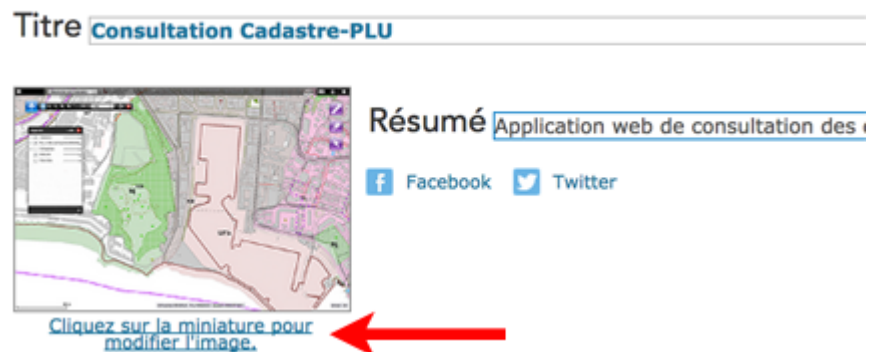 Titre Consultation Cadastre-PLU
Résumé Application web de consultation des
Facebook Twitter
Cliquez sur la miniature pour
modifier l'image.